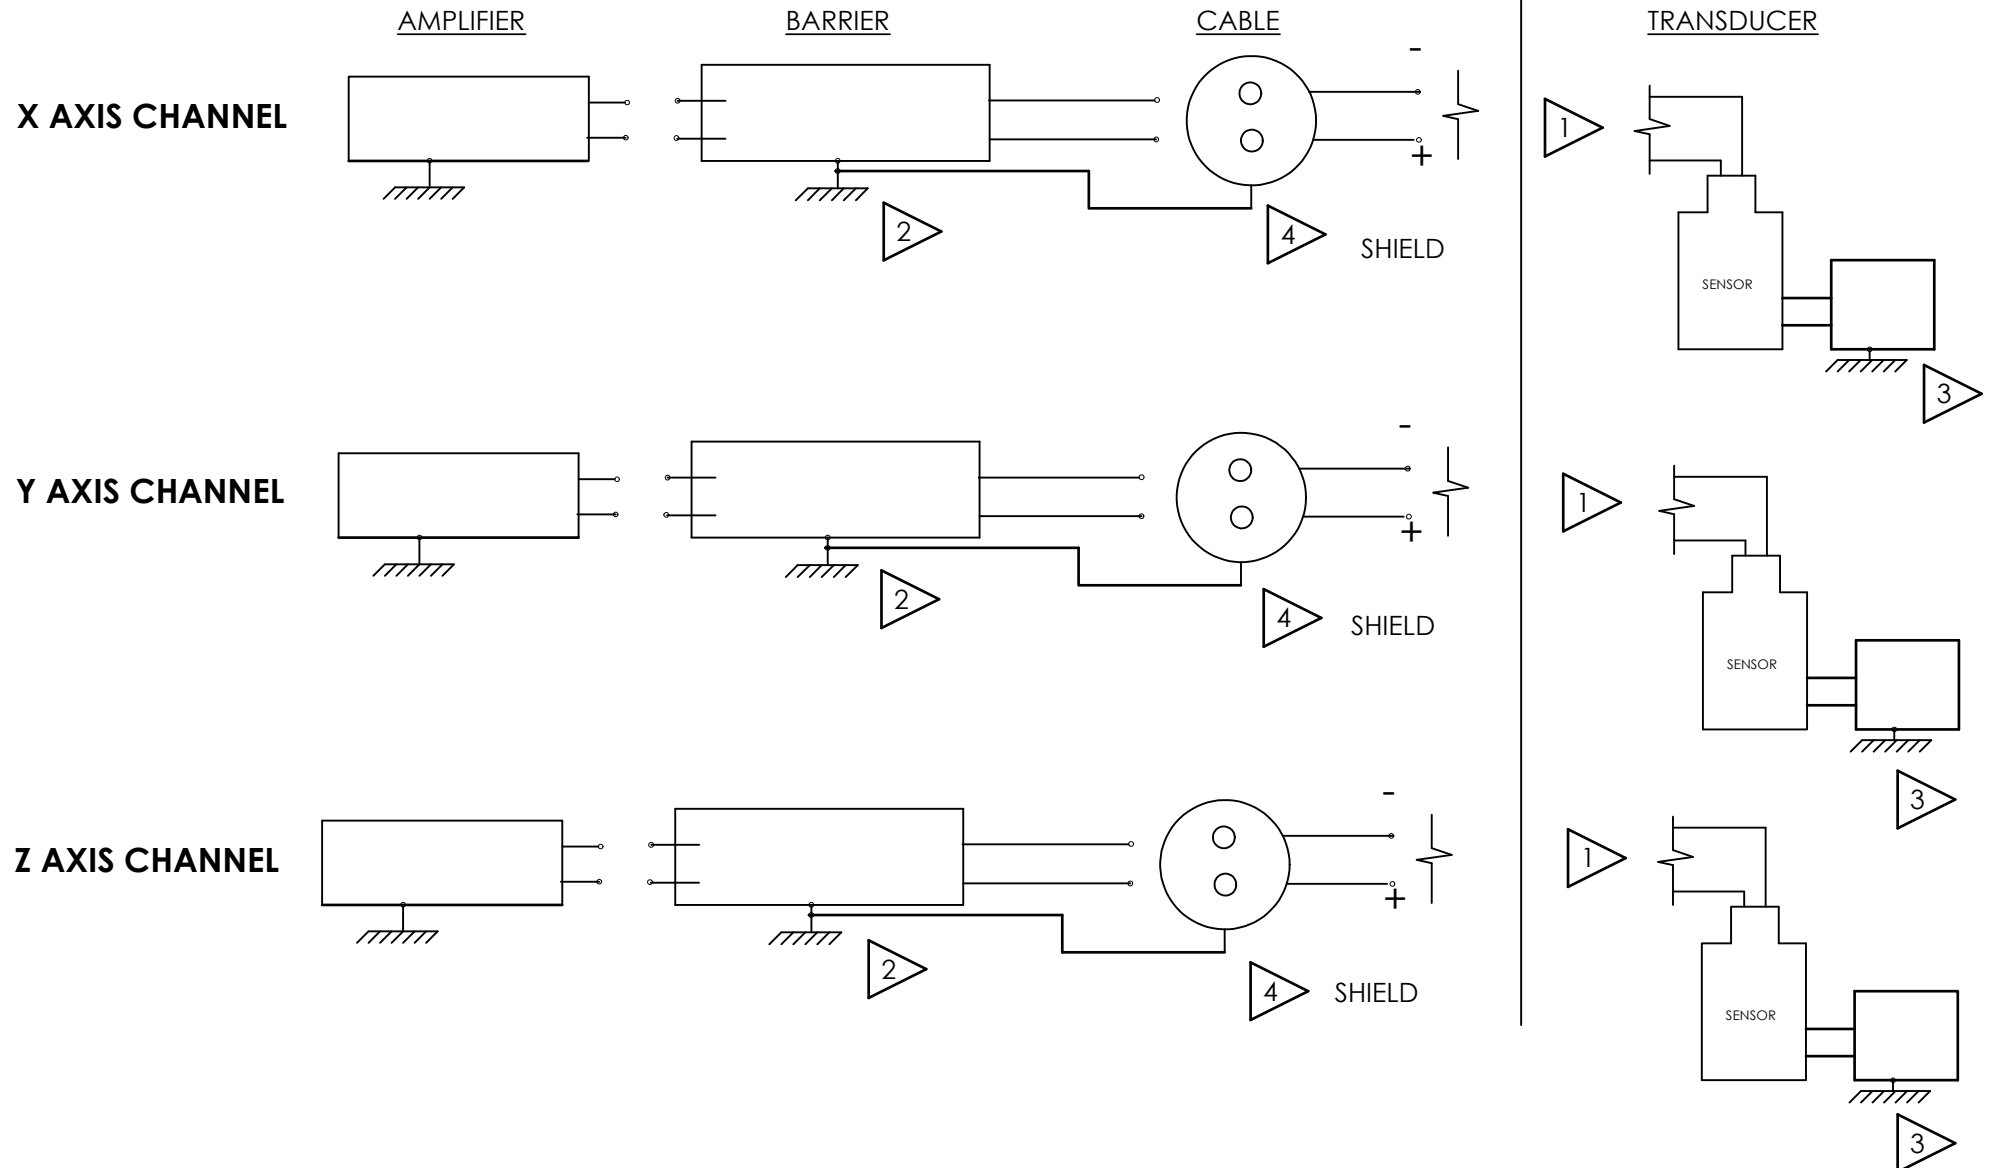 AMPLIFIER BARRIER CABLE TRANSDUCER
-
X AXIS CHANNEL 1
+
2 4 SHIELD
SENSOR
3
-
Y AXIS CHANNEL 1
+
2 4 SHIELD
SENSOR
3
-
Z AXIS CHANNEL 1
+
2 4 SHIELD
SENSOR
3